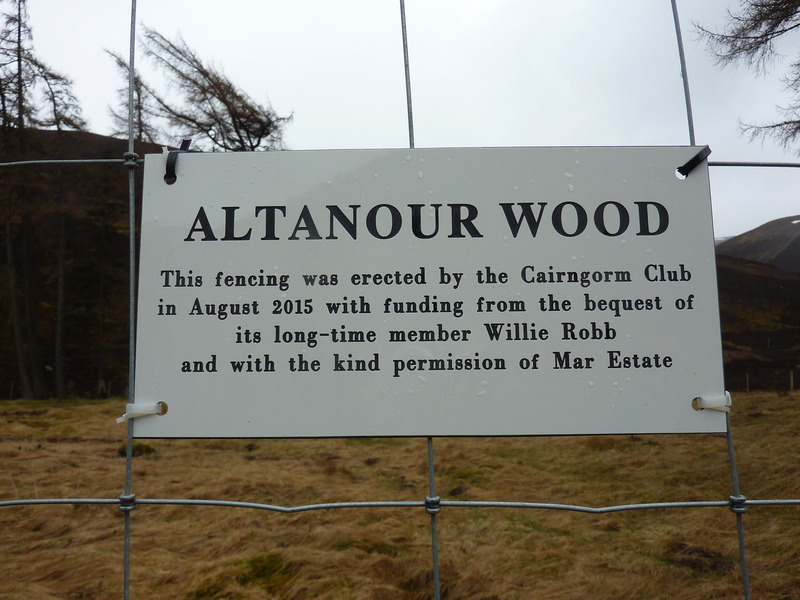 ALTANOUR WOOD
This fencing was erected by the Cairngorm Club
in August 2015 with funding from the bequest of
its long-time member Willie Robb
and with the kind permission of Mar Estate